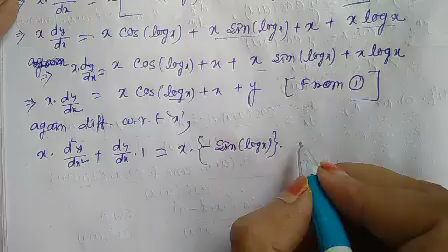 ⇒ x dy/dx = x cos(log x) + x sin(log x) + x + x log x
again x. dy/dx = x cos(log x) + x + x sin(log x) + x log x
⇒ x. dy/dx = x cos(log x) + x + y [From ①]
again diff. w.r.t 'x',
x. d²y/dx² + dy/dx . 1 = x. {- sin(log x)}.